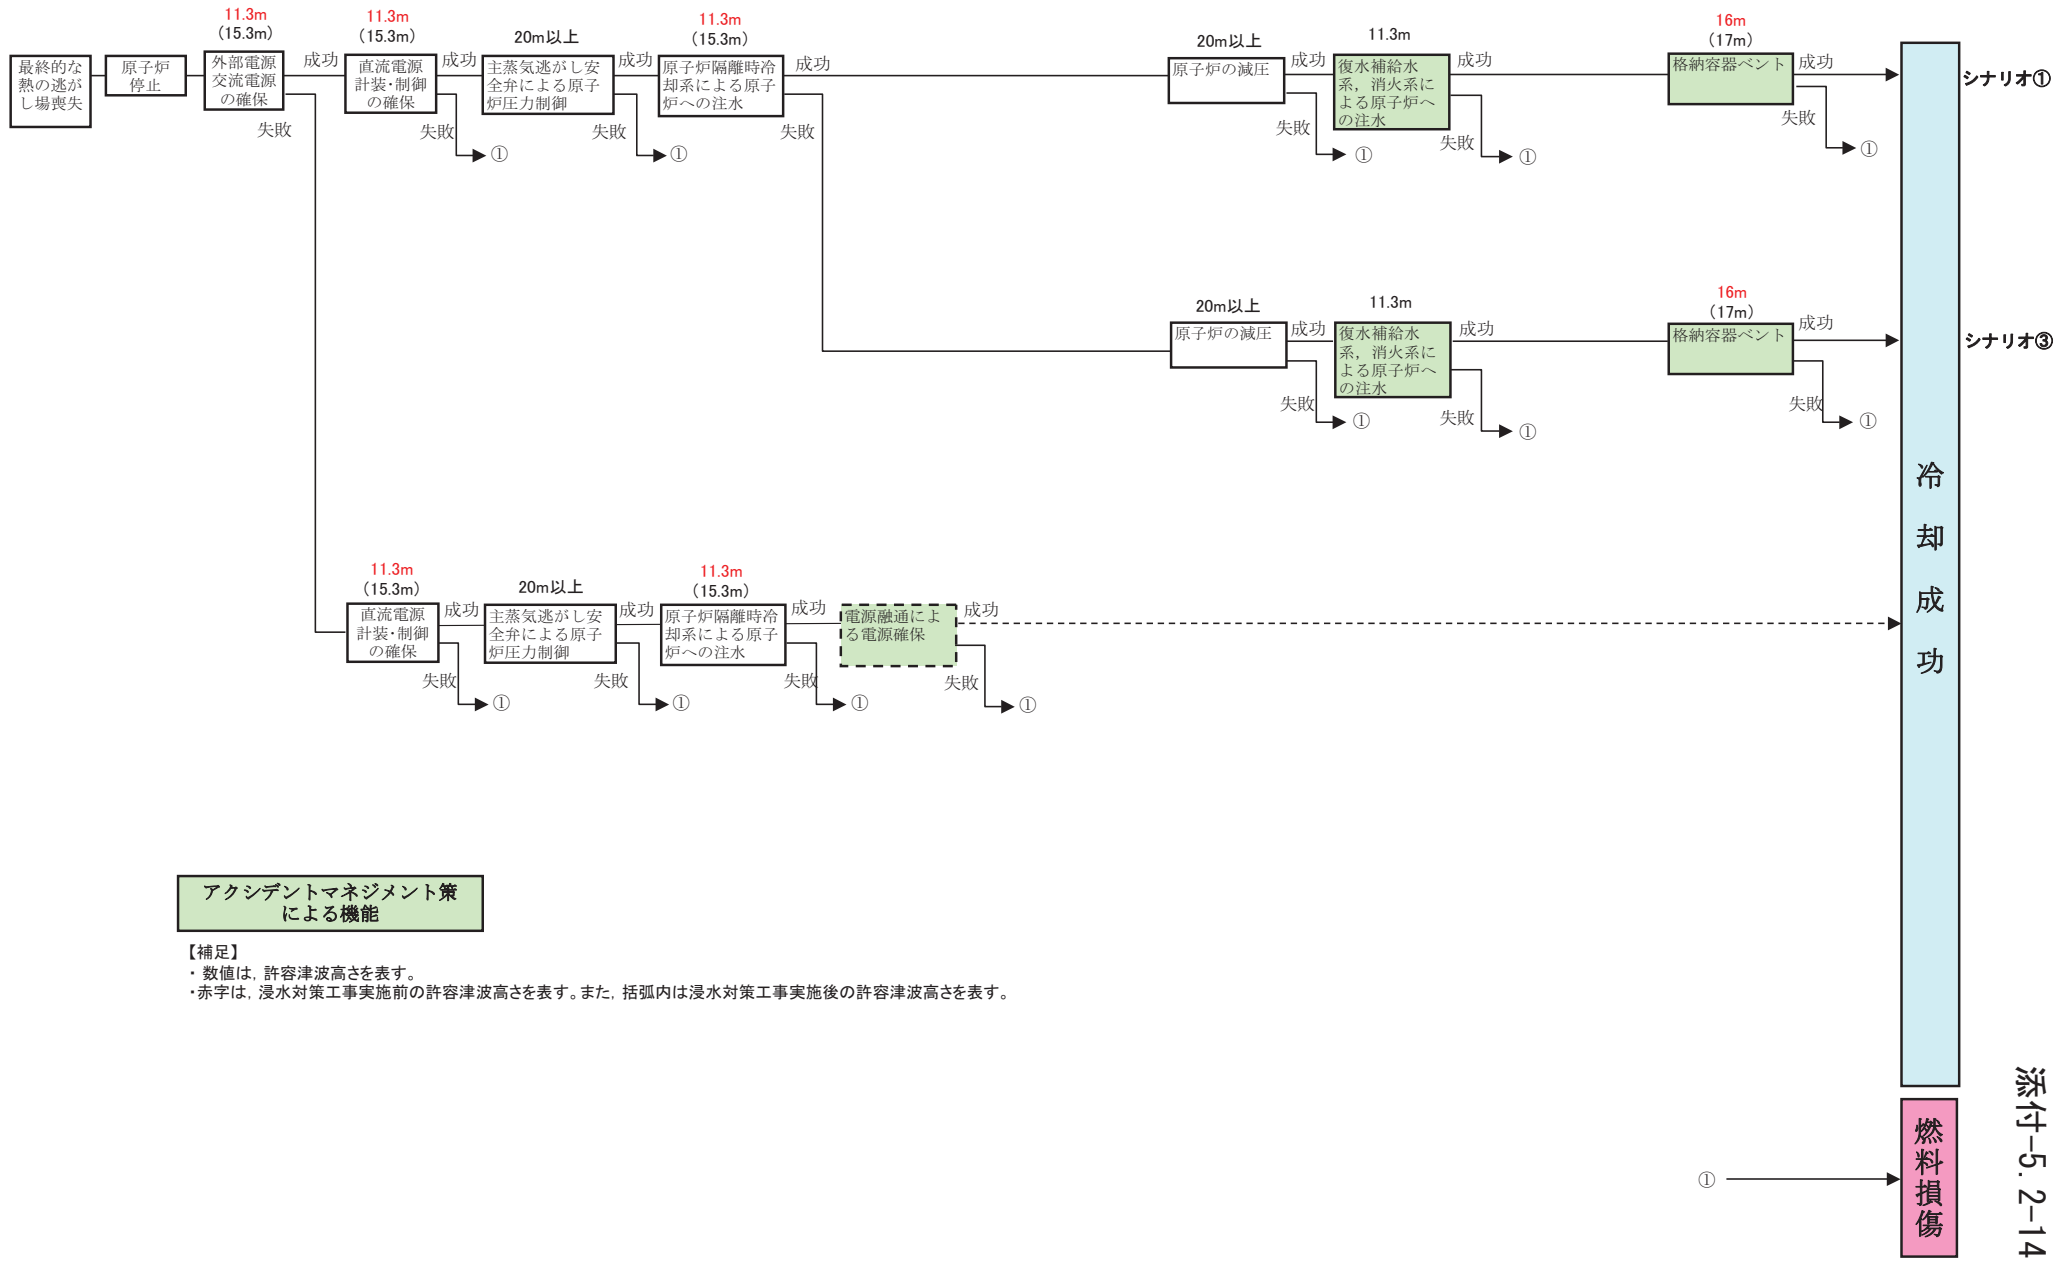 11.3m
（15.3m）
11.3m
（15.3m）
20m以上
11.3m
（15.3m）
20m以上
11.3m
16m
（17m）
最終的な
熱の逃が
し場喪失
原子炉
停止
外部電源
交流電源
の確保
成功
失敗
直流電源
計装・制御
の確保
成功
失敗
①
主蒸気逃がし安
全弁による原子
炉圧力制御
成功
失敗
①
原子炉隔離時冷
却系による原子
炉への注水
成功
失敗
原子炉の減圧
成功
失敗
①
復水補給水
系，消火系に
よる原子炉へ
の注水
成功
失敗
①
格納容器ベント
成功
失敗
①
シナリオ①
20m以上
11.3m
16m
（17m）
原子炉の減圧
成功
失敗
①
復水補給水
系，消火系に
よる原子炉へ
の注水
成功
失敗
①
格納容器ベント
成功
失敗
①
シナリオ③
11.3m
（15.3m）
20m以上
11.3m
（15.3m）
直流電源
計装・制御
の確保
成功
失敗
①
主蒸気逃がし安
全弁による原子
炉圧力制御
成功
失敗
①
原子炉隔離時冷
却系による原子
炉への注水
成功
失敗
①
電源融通によ
る電源確保
成功
失敗
①
冷却成功
アクシデントマネジメント策
による機能
【補足】
・ 数値は，許容津波高さを表す。
・赤字は，浸水対策工事実施前の許容津波高さを表す。また，括弧内は浸水対策工事実施後の許容津波高さを表す。
①
燃料損傷
添付-5.2-14